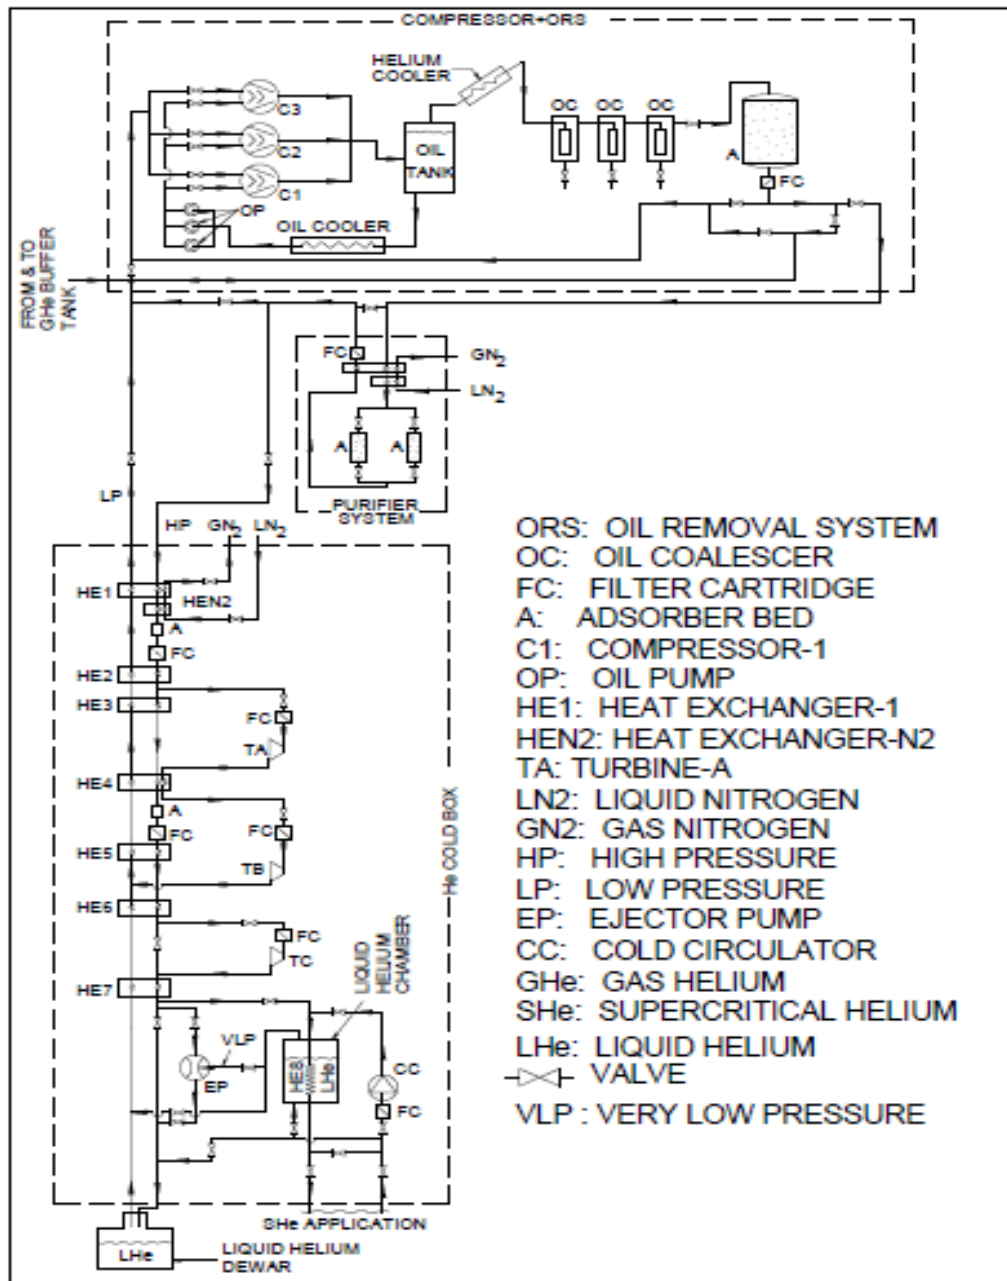 COMPRESSOR+ORS
HELIUM
COOLER
OC OC OC
C3
C2
C1
OIL
TANK
A
FC
OP
OIL COOLER
FROM & TO
GHe BUFFER
TANK
FC
GN2
LN2
A A
PURIFIER
SYSTEM
LP
HP GN2 LN2
HE1
HEN2
A
FC
HE2
HE3
FC
TA
HE4
A
FC
FC
HE5
TB
HE6
FC
TC
HE7
He COLD BOX
LIQUID
HELIUM
CHAMBER
VLP
EP
HE8
LHe
CC
FC
SHe APPLICATION
LHe
LIQUID HELIUM
DEWAR
ORS: OIL REMOVAL SYSTEM
OC: OIL COALESCER
FC: FILTER CARTRIDGE
A: ADSORBER BED
C1: COMPRESSOR-1
OP: OIL PUMP
HE1: HEAT EXCHANGER-1
HEN2: HEAT EXCHANGER-N2
TA: TURBINE-A
LN2: LIQUID NITROGEN
GN2: GAS NITROGEN
HP: HIGH PRESSURE
LP: LOW PRESSURE
EP: EJECTOR PUMP
CC: COLD CIRCULATOR
GHe: GAS HELIUM
SHe: SUPERCRITICAL HELIUM
LHe: LIQUID HELIUM
VALVE
VLP : VERY LOW PRESSURE